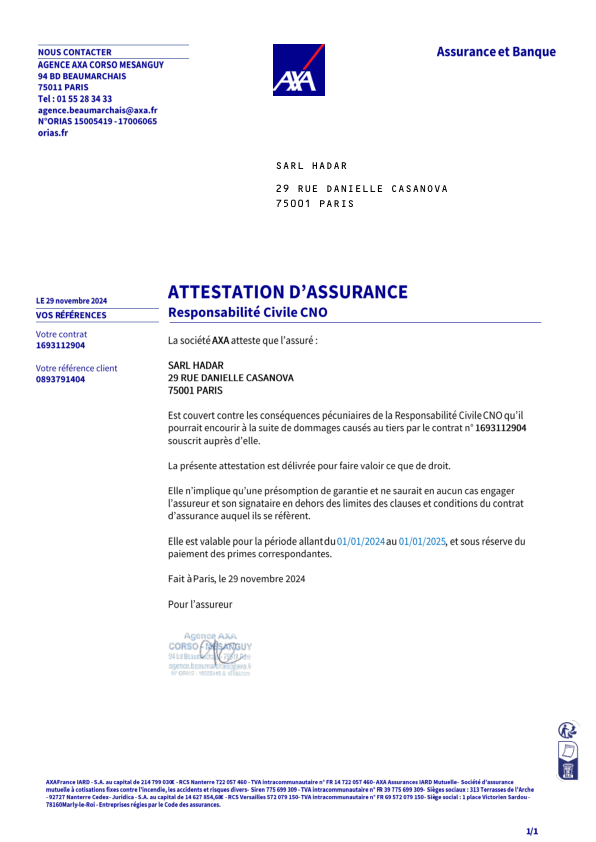 NOUS CONTACTER
AGENCE AXA CORSO MESANGUY
94 BD BEAUMARCHAIS
75011 PARIS
Tel : 01 55 28 34 33
agence.beaumarchais@axa.fr
N°ORIAS 15005419 - 17006065
orias.fr
AXA
Assurance et Banque
SARL HADAR
29 RUE DANIELLE CASANOVA
75001 PARIS
LE 29 novembre 2024
VOS RÉFÉRENCES
Votre contrat
1693112904
Votre référence client
0893791404
ATTESTATION D'ASSURANCE
Responsabilité Civile CNO
La société AXA atteste que l'assuré :
SARL HADAR
29 RUE DANIELLE CASANOVA
75001 PARIS
Est couvert contre les conséquences pécuniaires de la Responsabilité Civile CNO qu'il
pourrait encourir à la suite de dommages causés au tiers par le contrat n° 1693112904
souscrit auprès d'elle.
La présente attestation est délivrée pour faire valoir ce que de droit.
Elle n'implique qu'une présomption de garantie et ne saurait en aucun cas engager
l'assureur et son signataire en dehors des limites des clauses et conditions du contrat
d'assurance auquel ils se réfèrent.
Elle est valable pour la période allant du 01/01/2024 au 01/01/2025, et sous réserve du
paiement des primes correspondantes.
Fait à Paris, le 29 novembre 2024
Pour l'assureur
Agence AXA
CORSO - MESANGUY
94 bd
agence.beaumarchais@axa.fr
AXA France IARD - S.A. au capital de 214 799 030€ - RCS Nanterre 722 057 460 - TVA intracommunautaire n° FR 14 722 057 460- AXA Assurances IARD Mutuelle- Société d'assurance
mutuelle à cotisations fixes contre l'incendie, les accidents et risques divers- Siren 775 699 309 - TVA intracommunautaire n° FR 39 775 699 309- Sièges sociaux : 313 Terrasses de l'Arche
- 92727 Nanterre Cedex- Juridica - S.A. au capital de 14 627 854,68€ - RCS Versailles 572 079 150- TVA intracommunautaire n° FR 69 572 079 150- Siège social : 1 place Victorien Sardou -
78160Marly-le-Roi - Entreprises régies par le Code des assurances.
1/1